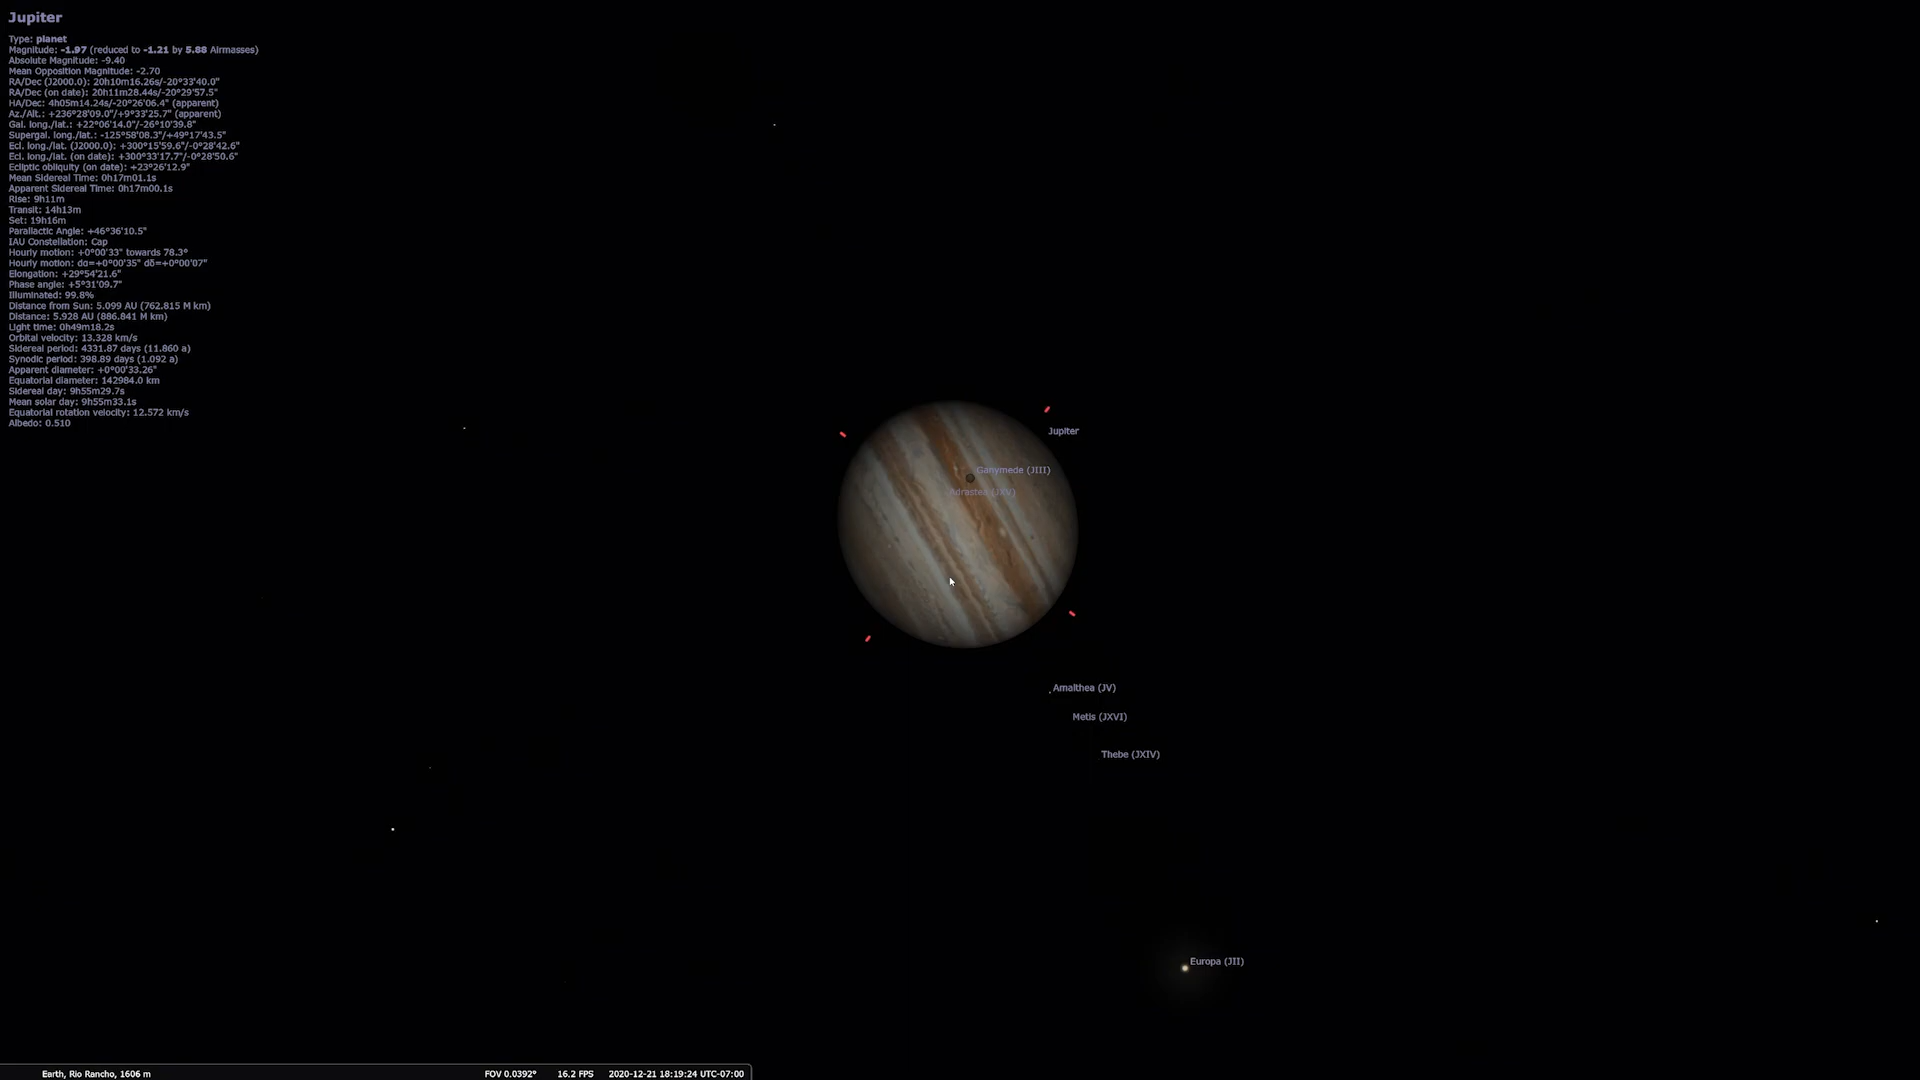 Jupiter
Type: planet
Magnitude: -1.97 (reduced to -1.21 by 5.88 Airmasses)
Absolute Magnitude: -9.40
Mean Opposition Magnitude: -2.70
RA/Dec (J2000.0): 20h10m16.26s/-20°33'40.0"
RA/Dec (on date): 20h11m28.44s/-20°29'57.5"
HA/Dec: 4h05m14.24s/-20°26'06.4" (apparent)
Az./Alt.: +236°28'09.0"/+9°33'25.7" (apparent)
Gal. long./lat.: +22°06'14.0"/-26°10'39.8"
Supergal. long./lat.: -125°58'08.3"/+49°17'43.5"
Ecl. long./lat. (J2000.0): +300°15'59.6"/-0°28'42.6"
Ecl. long./lat. (on date): +300°33'17.7"/-0°28'50.6"
Ecliptic obliquity (on date): +23°26'12.9"
Mean Sidereal Time: 0h17m01.1s
Apparent Sidereal Time: 0h17m00.1s
Rise: 9h11m
Transit: 14h13m
Set: 19h16m
Parallactic Angle: +46°36'10.5"
IAU Constellation: Cap
Hourly motion: +0°00'33" towards 78.3°
Hourly motion: dα=+0°00'35" dδ=+0°00'07"
Elongation: +29°54'21.6"
Phase angle: +5°31'09.7"
Illuminated: 99.8%
Distance from Sun: 5.099 AU (762.815 M km)
Distance: 5.928 AU (886.841 M km)
Light time: 0h49m18.2s
Orbital velocity: 13.328 km/s
Sidereal period: 4331.87 days (11.860 a)
Synodic period: 398.89 days (1.092 a)
Apparent diameter: +0°00'33.26"
Equatorial diameter: 142984.0 km
Sidereal day: 9h55m29.7s
Mean solar day: 9h55m33.1s
Equatorial rotation velocity: 12.572 km/s
Albedo: 0.510
Jupiter
Ganymede (JIII)
Adrastea (JXV)
Amalthea (JV)
Metis (JXVI)
Thebe (JXIV)
Europa (JII)
Earth, Rio Rancho, 1606 m FOV 0.0392° 16.2 FPS 2020-12-21 18:19:24 UTC-07:00